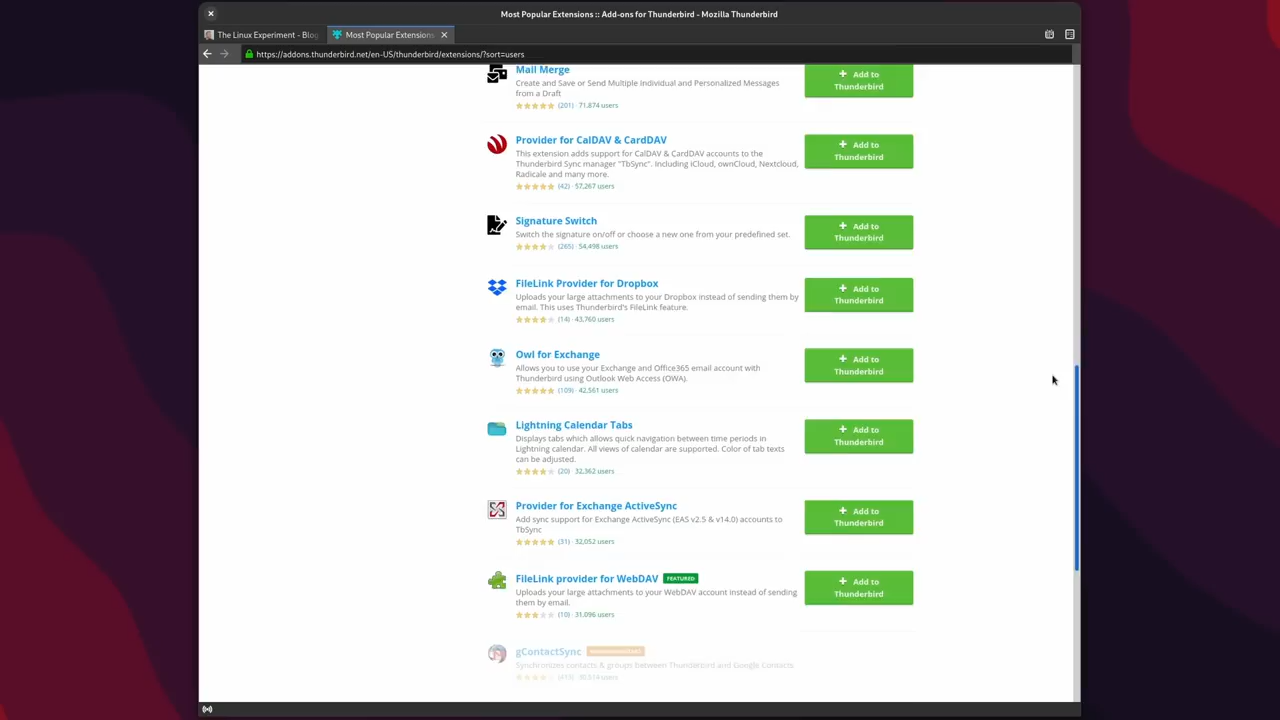 Most Popular Extensions :: Add-ons for Thunderbird - Mozilla Thunderbird
The Linux Experiment - Blog
Most Popular Extensions
https://addons.thunderbird.net/en-US/thunderbird/extensions/?sort=users
Mail Merge
Create and Save or Send Multiple Individual and Personalized Messages
from a Draft
(201) · 71,874 users
Add to
Thunderbird
Provider for CalDAV & CardDAV
This extension adds support for CalDAV & CardDAV accounts to the
Thunderbird Sync manager "TbSync". Including iCloud, ownCloud, Nextcloud,
Radicale and many more.
(42) · 57,267 users
Add to
Thunderbird
Signature Switch
Switch the signature on/off or choose a new one from your predefined set.
(265) · 54,498 users
Add to
Thunderbird
FileLink Provider for Dropbox
Uploads your large attachments to your Dropbox instead of sending them by
email. This uses Thunderbird's FileLink feature.
(14) · 43,760 users
Add to
Thunderbird
Owl for Exchange
Allows you to use your Exchange and Office365 email account with
Thunderbird using Outlook Web Access (OWA).
(109) · 42,561 users
Add to
Thunderbird
Lightning Calendar Tabs
Displays tabs which allows quick navigation between time periods in
Lightning calendar. All views of calendar are supported. Color of tab texts
can be adjusted.
(20) · 32,362 users
Add to
Thunderbird
Provider for Exchange ActiveSync
Add sync support for Exchange ActiveSync (EAS v2.5 & v14.0) accounts to
TbSync
(31) · 32,052 users
Add to
Thunderbird
FileLink provider for WebDAV FEATURED
Uploads your large attachments to your WebDAV account instead of sending
them by email.
(10) · 31,096 users
Add to
Thunderbird
gContactSync
Synchronizes contacts & groups between Thunderbird and Google Contacts.
users